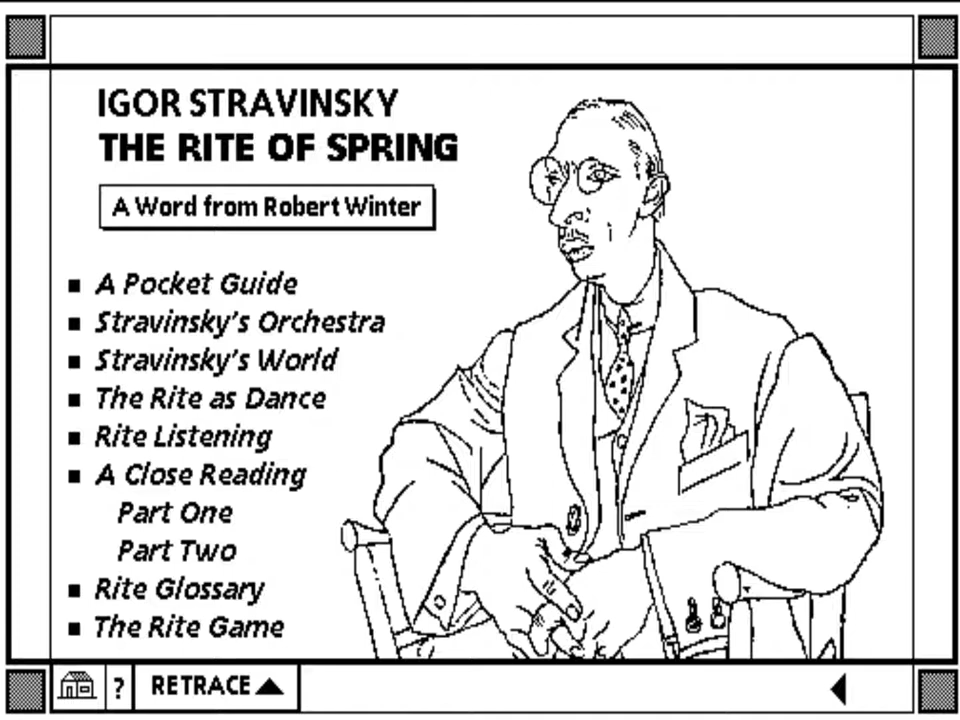 IGOR STRAVINSKY
THE RITE OF SPRING
A Word from Robert Winter
A Pocket Guide
Stravinsky's Orchestra
Stravinsky's World
The Rite as Dance
Rite Listening
A Close Reading
Part One
Part Two
Rite Glossary
The Rite Game
? RETRACE